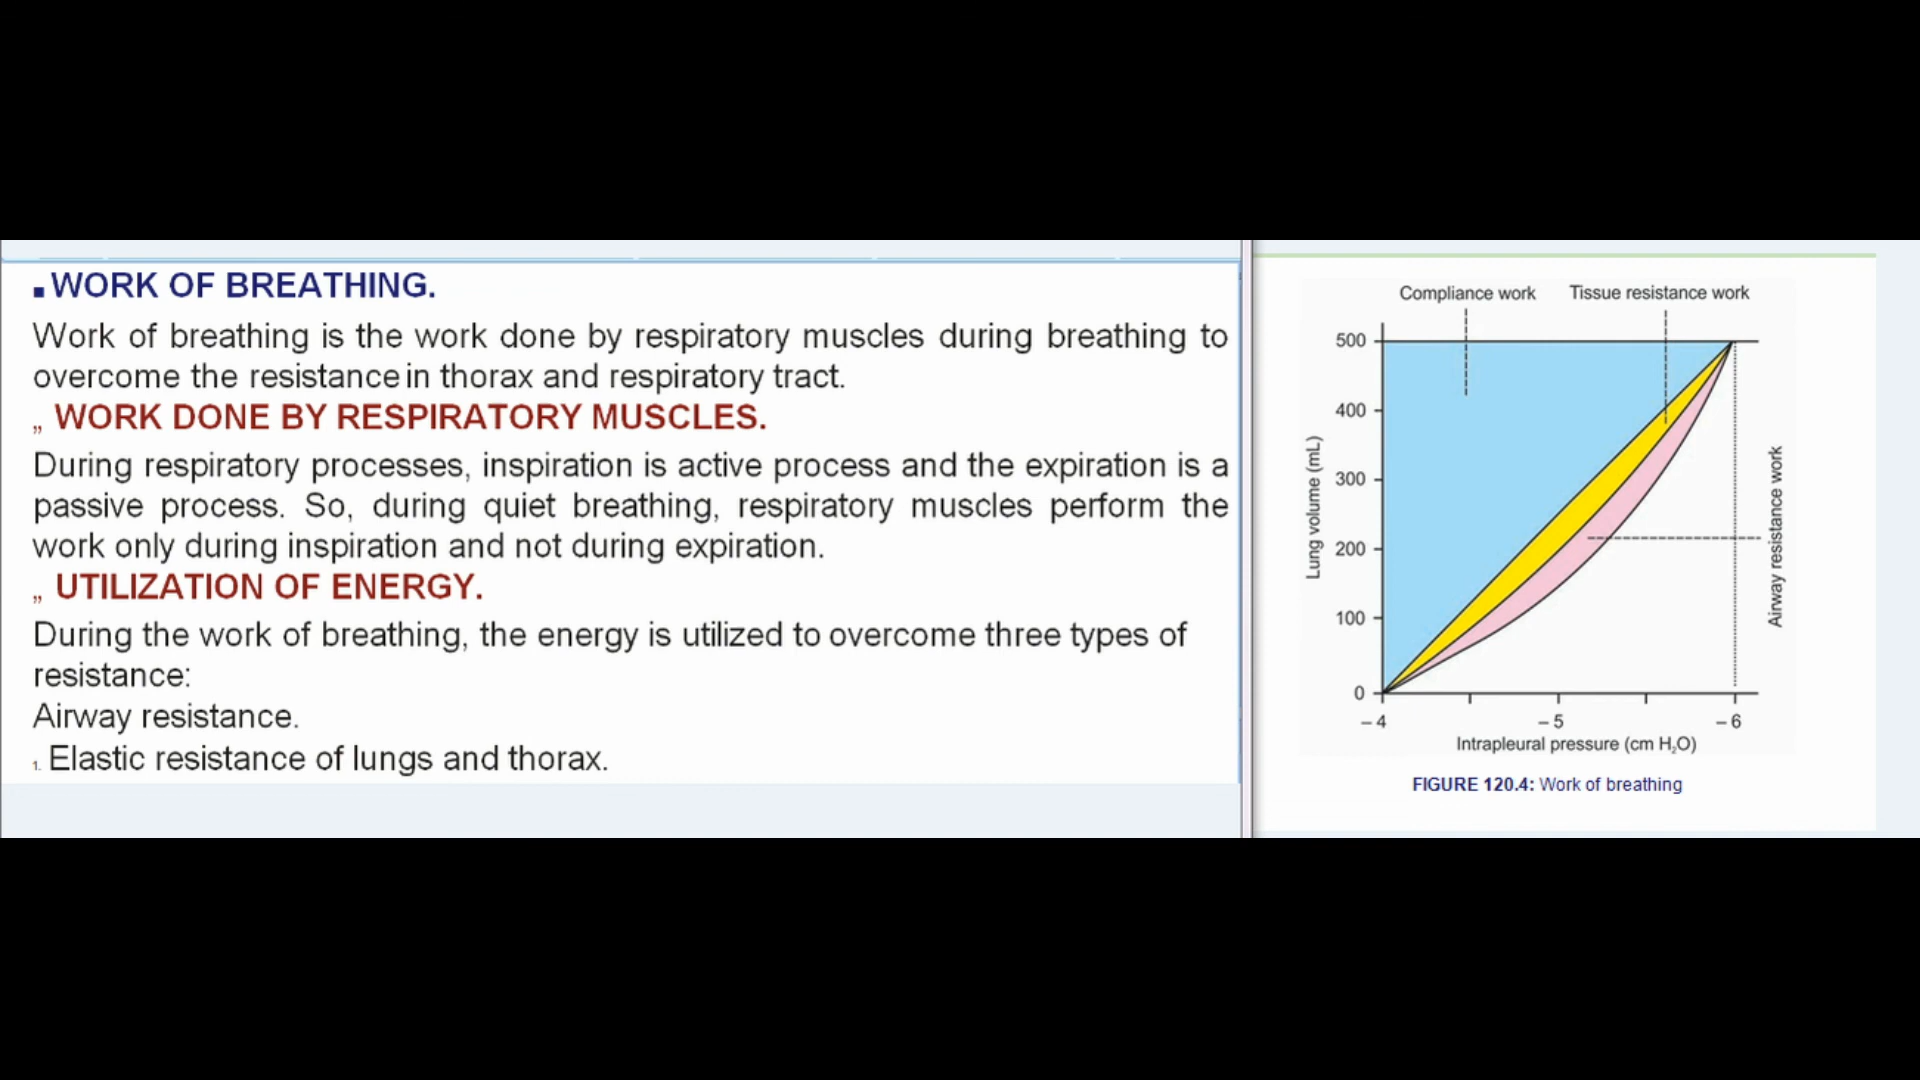 ▪WORK OF BREATHING.
Work of breathing is the work done by respiratory muscles during breathing to
overcome the resistance in thorax and respiratory tract.
„ WORK DONE BY RESPIRATORY MUSCLES.
During respiratory processes, inspiration is active process and the expiration is a
passive process. So, during quiet breathing, respiratory muscles perform the
work only during inspiration and not during expiration.
„ UTILIZATION OF ENERGY.
During the work of breathing, the energy is utilized to overcome three types of
resistance:
Airway resistance.
1. Elastic resistance of lungs and thorax.
Compliance work Tissue resistance work
500
400
300
200
100
0
Lung volume (mL)
Airway resistance work
– 4 – 5 – 6
Intrapleural pressure (cm H₂O)
FIGURE 120.4: Work of breathing